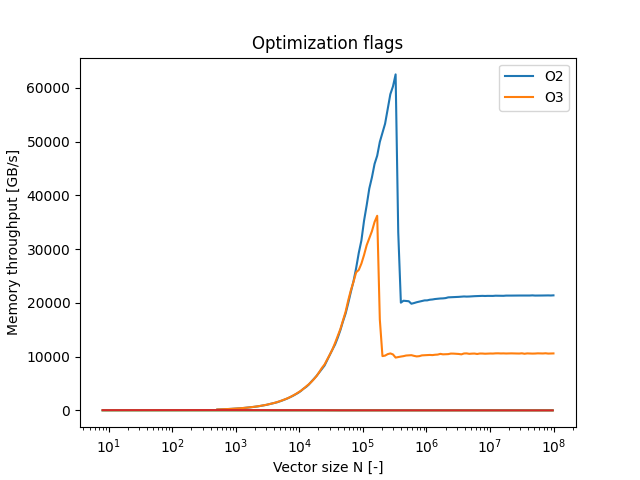 Optimization flags
O2
O3
Memory throughput [GB/s]
60000
50000
40000
30000
20000
10000
0
10¹ 10² 10³ 10⁴ 10⁵ 10⁶ 10⁷ 10⁸
Vector size N [-]